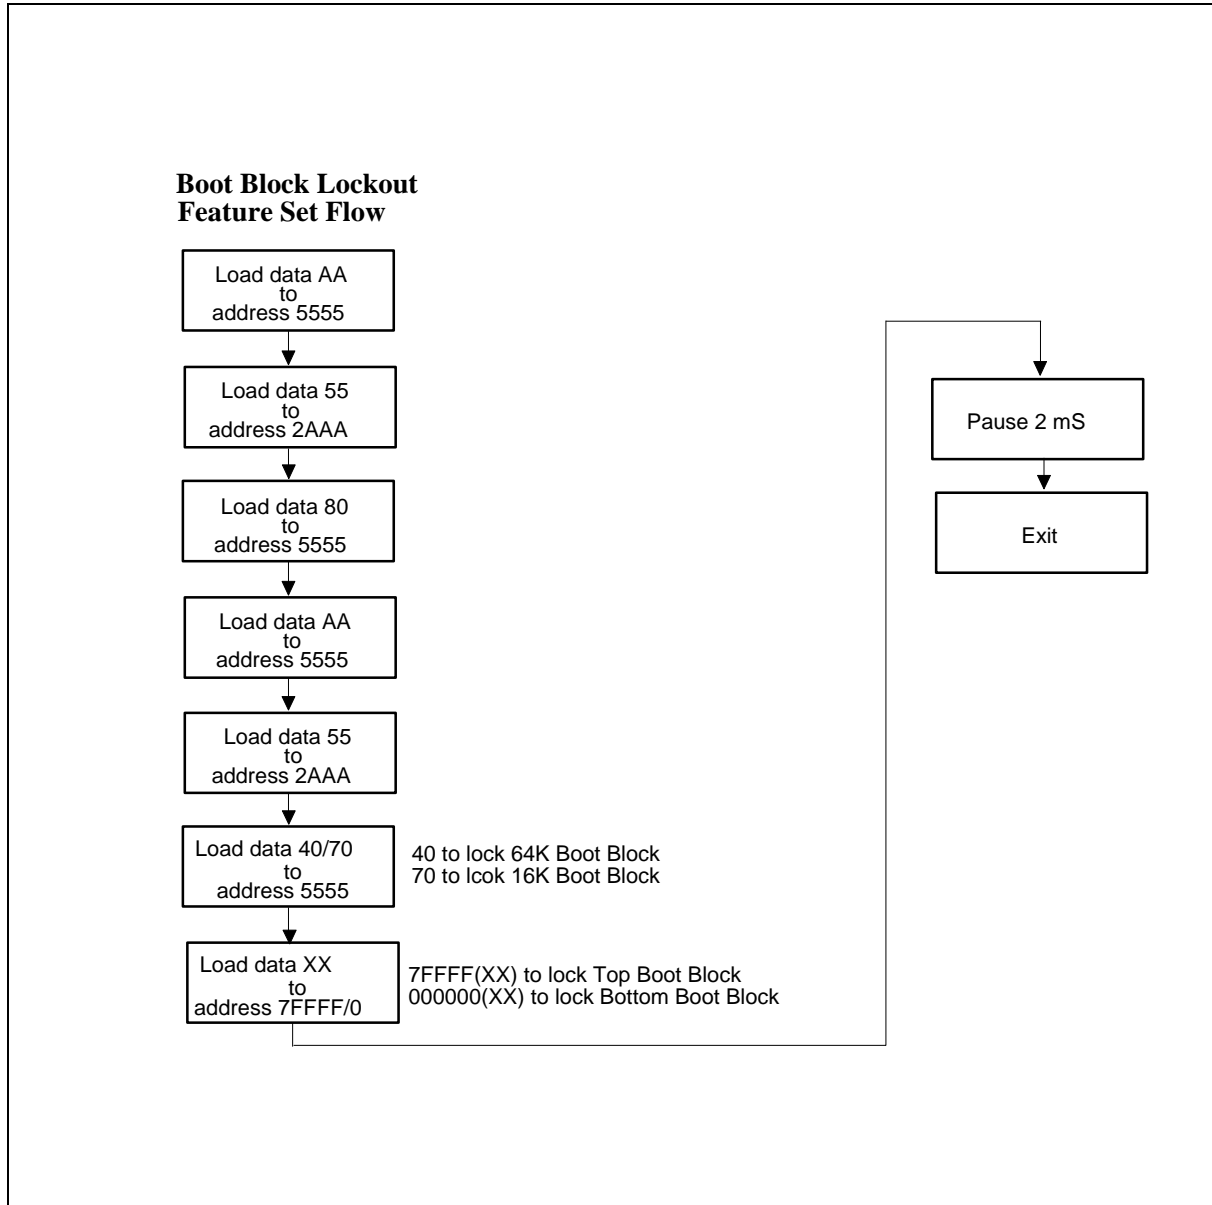 Boot Block Lockout
Feature Set Flow
Load data AA
to
address 5555
Load data 55
to
address 2AAA
Load data 80
to
address 5555
Load data AA
to
address 5555
Load data 55
to
address 2AAA
Load data 40/70
to
address 5555
40 to lock 64K Boot Block
70 to lcok 16K Boot Block
Load data XX
to
address 7FFFF/0
7FFFF(XX) to lock Top Boot Block
000000(XX) to lock Bottom Boot Block
Pause 2 mS
Exit